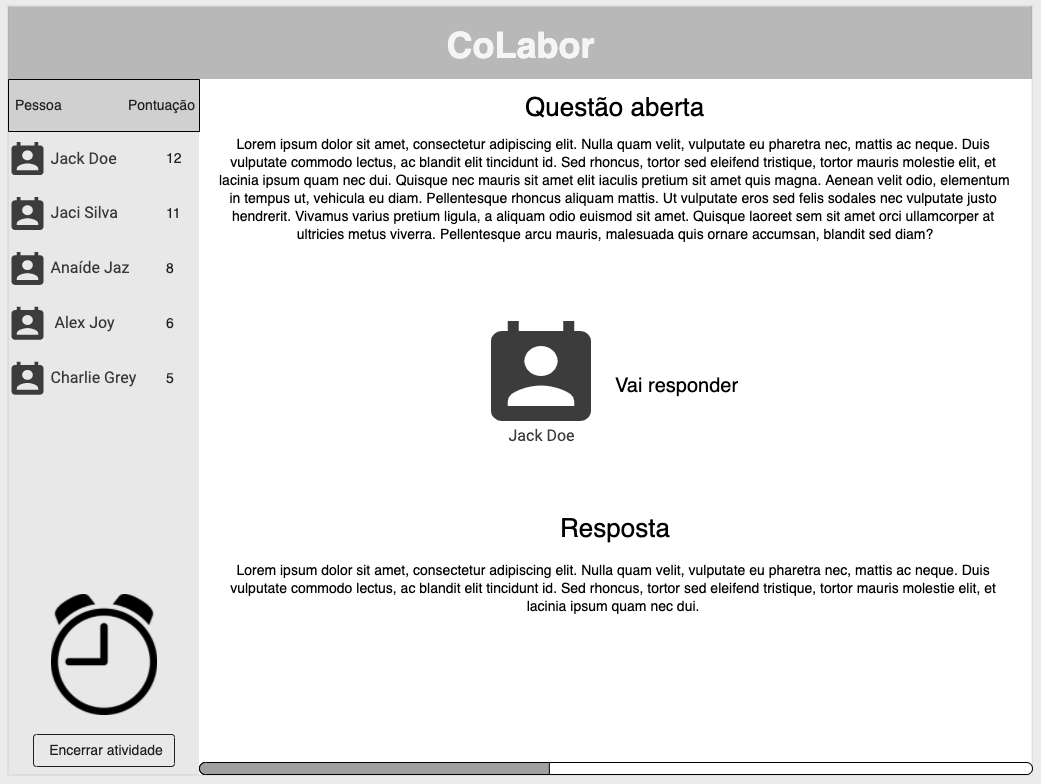 CoLabor
Pessoa Pontuação
Jack Doe 12
Jaci Silva 11
Anaíde Jaz 8
Alex Joy 6
Charlie Grey 5
Encerrar atividade
Questão aberta
Lorem ipsum dolor sit amet, consectetur adipiscing elit. Nulla quam velit, vulputate eu pharetra nec, mattis ac neque. Duis
vulputate commodo lectus, ac blandit elit tincidunt id. Sed rhoncus, tortor sed eleifend tristique, tortor mauris molestie elit, et
lacinia ipsum quam nec dui. Quisque nec mauris sit amet elit iaculis pretium sit amet quis magna. Aenean velit odio, elementum
in tempus ut, vehicula eu diam. Pellentesque rhoncus aliquam mattis. Ut vulputate eros sed felis sodales nec vulputate justo
hendrerit. Vivamus varius pretium ligula, a aliquam odio euismod sit amet. Quisque laoreet sem sit amet orci ullamcorper at
ultricies metus viverra. Pellentesque arcu mauris, malesuada quis ornare accumsan, blandit sed diam?
Vai responder
Jack Doe
Resposta
Lorem ipsum dolor sit amet, consectetur adipiscing elit. Nulla quam velit, vulputate eu pharetra nec, mattis ac neque. Duis
vulputate commodo lectus, ac blandit elit tincidunt id. Sed rhoncus, tortor sed eleifend tristique, tortor mauris molestie elit, et
lacinia ipsum quam nec dui.